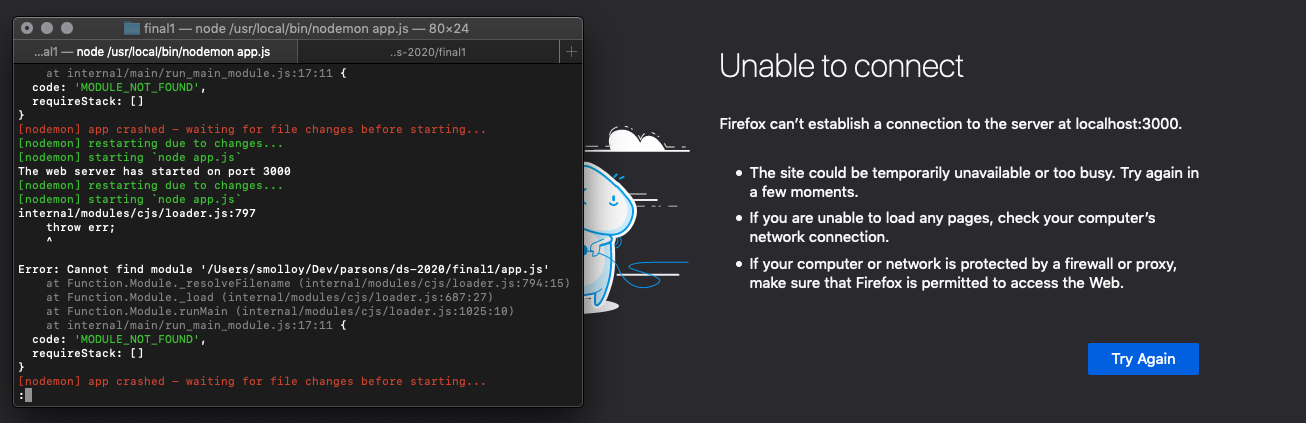 final1 — node /usr/local/bin/nodemon app.js — 80×24
...al1 — node /usr/local/bin/nodemon app.js
..s-2020/final1
+
at internal/main/run_main_module.js:17:11 {
code: 'MODULE_NOT_FOUND',
requireStack: []
}
[nodemon] app crashed - waiting for file changes before starting...
[nodemon] restarting due to changes...
[nodemon] starting `node app.js`
The web server has started on port 3000
[nodemon] restarting due to changes...
[nodemon] starting `node app.js`
internal/modules/cjs/loader.js:797
throw err;
^
Error: Cannot find module '/Users/smolloy/Dev/parsons/ds-2020/final1/app.js'
at Function.Module._resolveFilename (internal/modules/cjs/loader.js:794:15)
at Function.Module._load (internal/modules/cjs/loader.js:687:27)
at Function.Module.runMain (internal/modules/cjs/loader.js:1025:10)
at internal/main/run_main_module.js:17:11 {
code: 'MODULE_NOT_FOUND',
requireStack: []
}
[nodemon] app crashed - waiting for file changes before starting...
:
Unable to connect
Firefox can’t establish a connection to the server at localhost:3000.
• The site could be temporarily unavailable or too busy. Try again in
a few moments.
• If you are unable to load any pages, check your computer’s
network connection.
• If your computer or network is protected by a firewall or proxy,
make sure that Firefox is permitted to access the Web.
Try Again